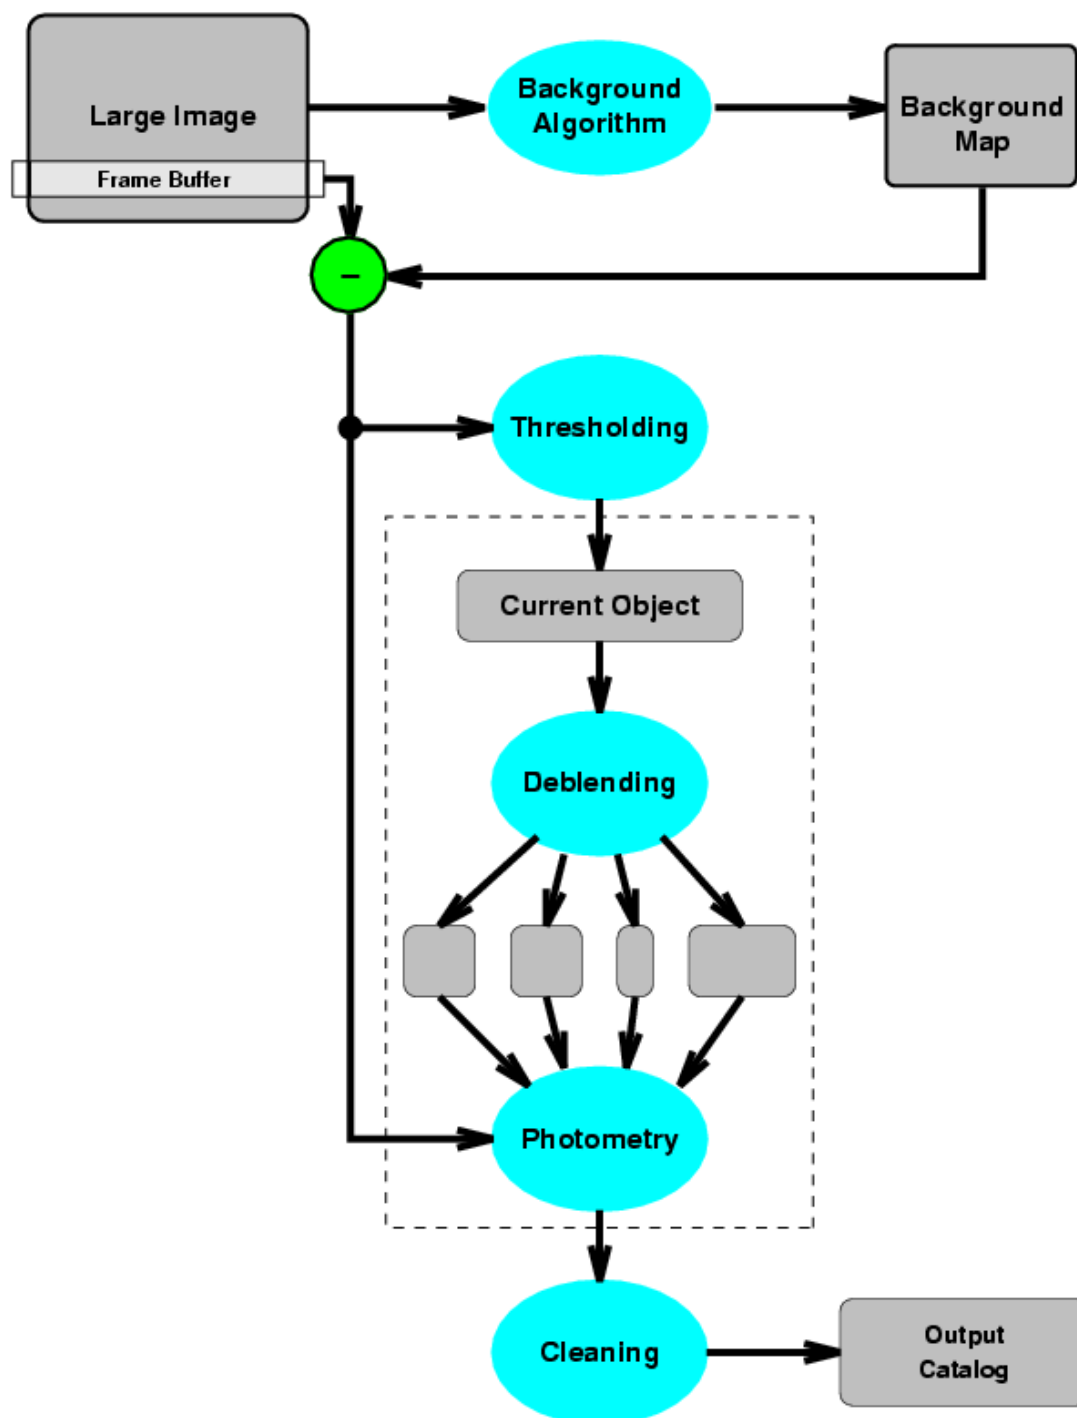 Large Image
Frame Buffer
Background
Algorithm
Background
Map
–
Thresholding
Current Object
Deblending
Photometry
Cleaning
Output
Catalog